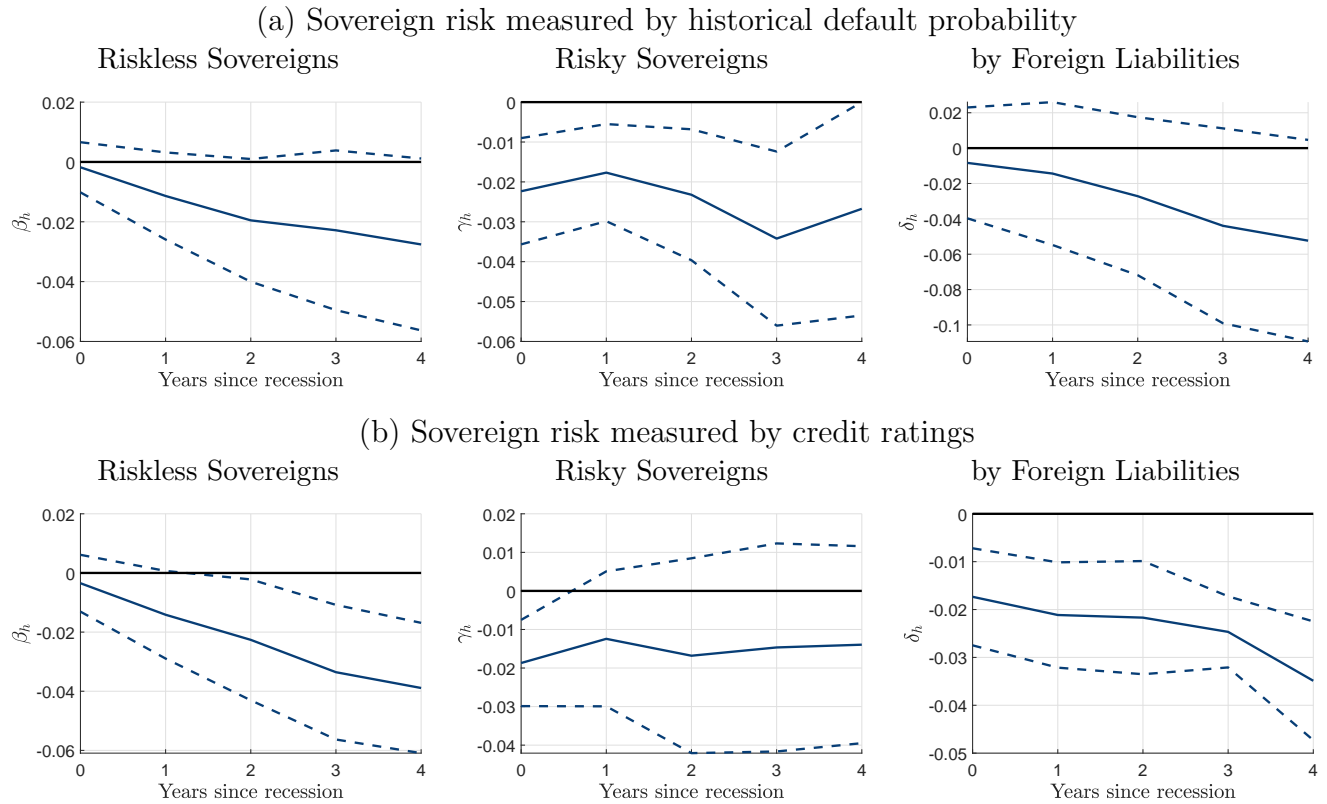 (a) Sovereign risk measured by historical default probability
Riskless Sovereigns
Risky Sovereigns
by Foreign Liabilities
0.02
0
-0.02
-0.04
-0.06
βh
0 1 2 3 4
Years since recession
0
-0.01
-0.02
-0.03
-0.04
-0.05
-0.06
γh
0 1 2 3 4
Years since recession
0.02
0
-0.02
-0.04
-0.06
-0.08
-0.1
δh
0 1 2 3 4
Years since recession
(b) Sovereign risk measured by credit ratings
Riskless Sovereigns
Risky Sovereigns
by Foreign Liabilities
0.02
0
-0.02
-0.04
-0.06
βh
0 1 2 3 4
Years since recession
0.02
0.01
0
-0.01
-0.02
-0.03
-0.04
γh
0 1 2 3 4
Years since recession
0
-0.01
-0.02
-0.03
-0.04
-0.05
δh
0 1 2 3 4
Years since recession